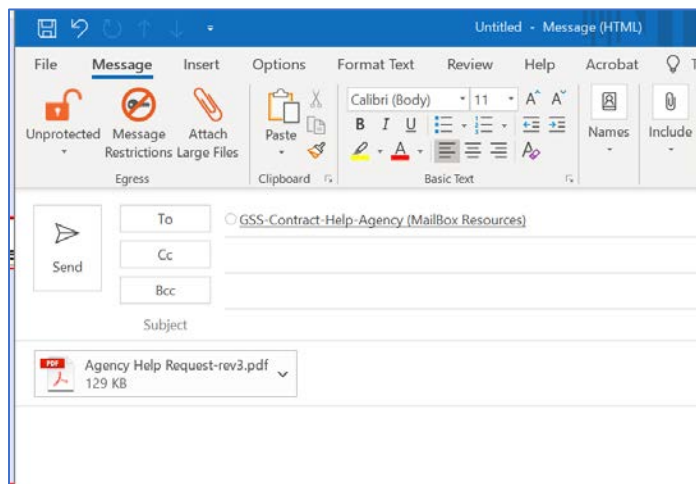 Untitled - Message (HTML)
File Message Insert Options Format Text Review Help Acrobat
Unprotected Message Restrictions Attach Large Files Paste Calibri (Body) 11 A A Names Include
B I U A
Egress Clipboard Basic Text
To GSS-Contract-Help-Agency (MailBox Resources)
Send
Cc
Bcc
Subject
PDF Agency Help Request-rev3.pdf
129 KB